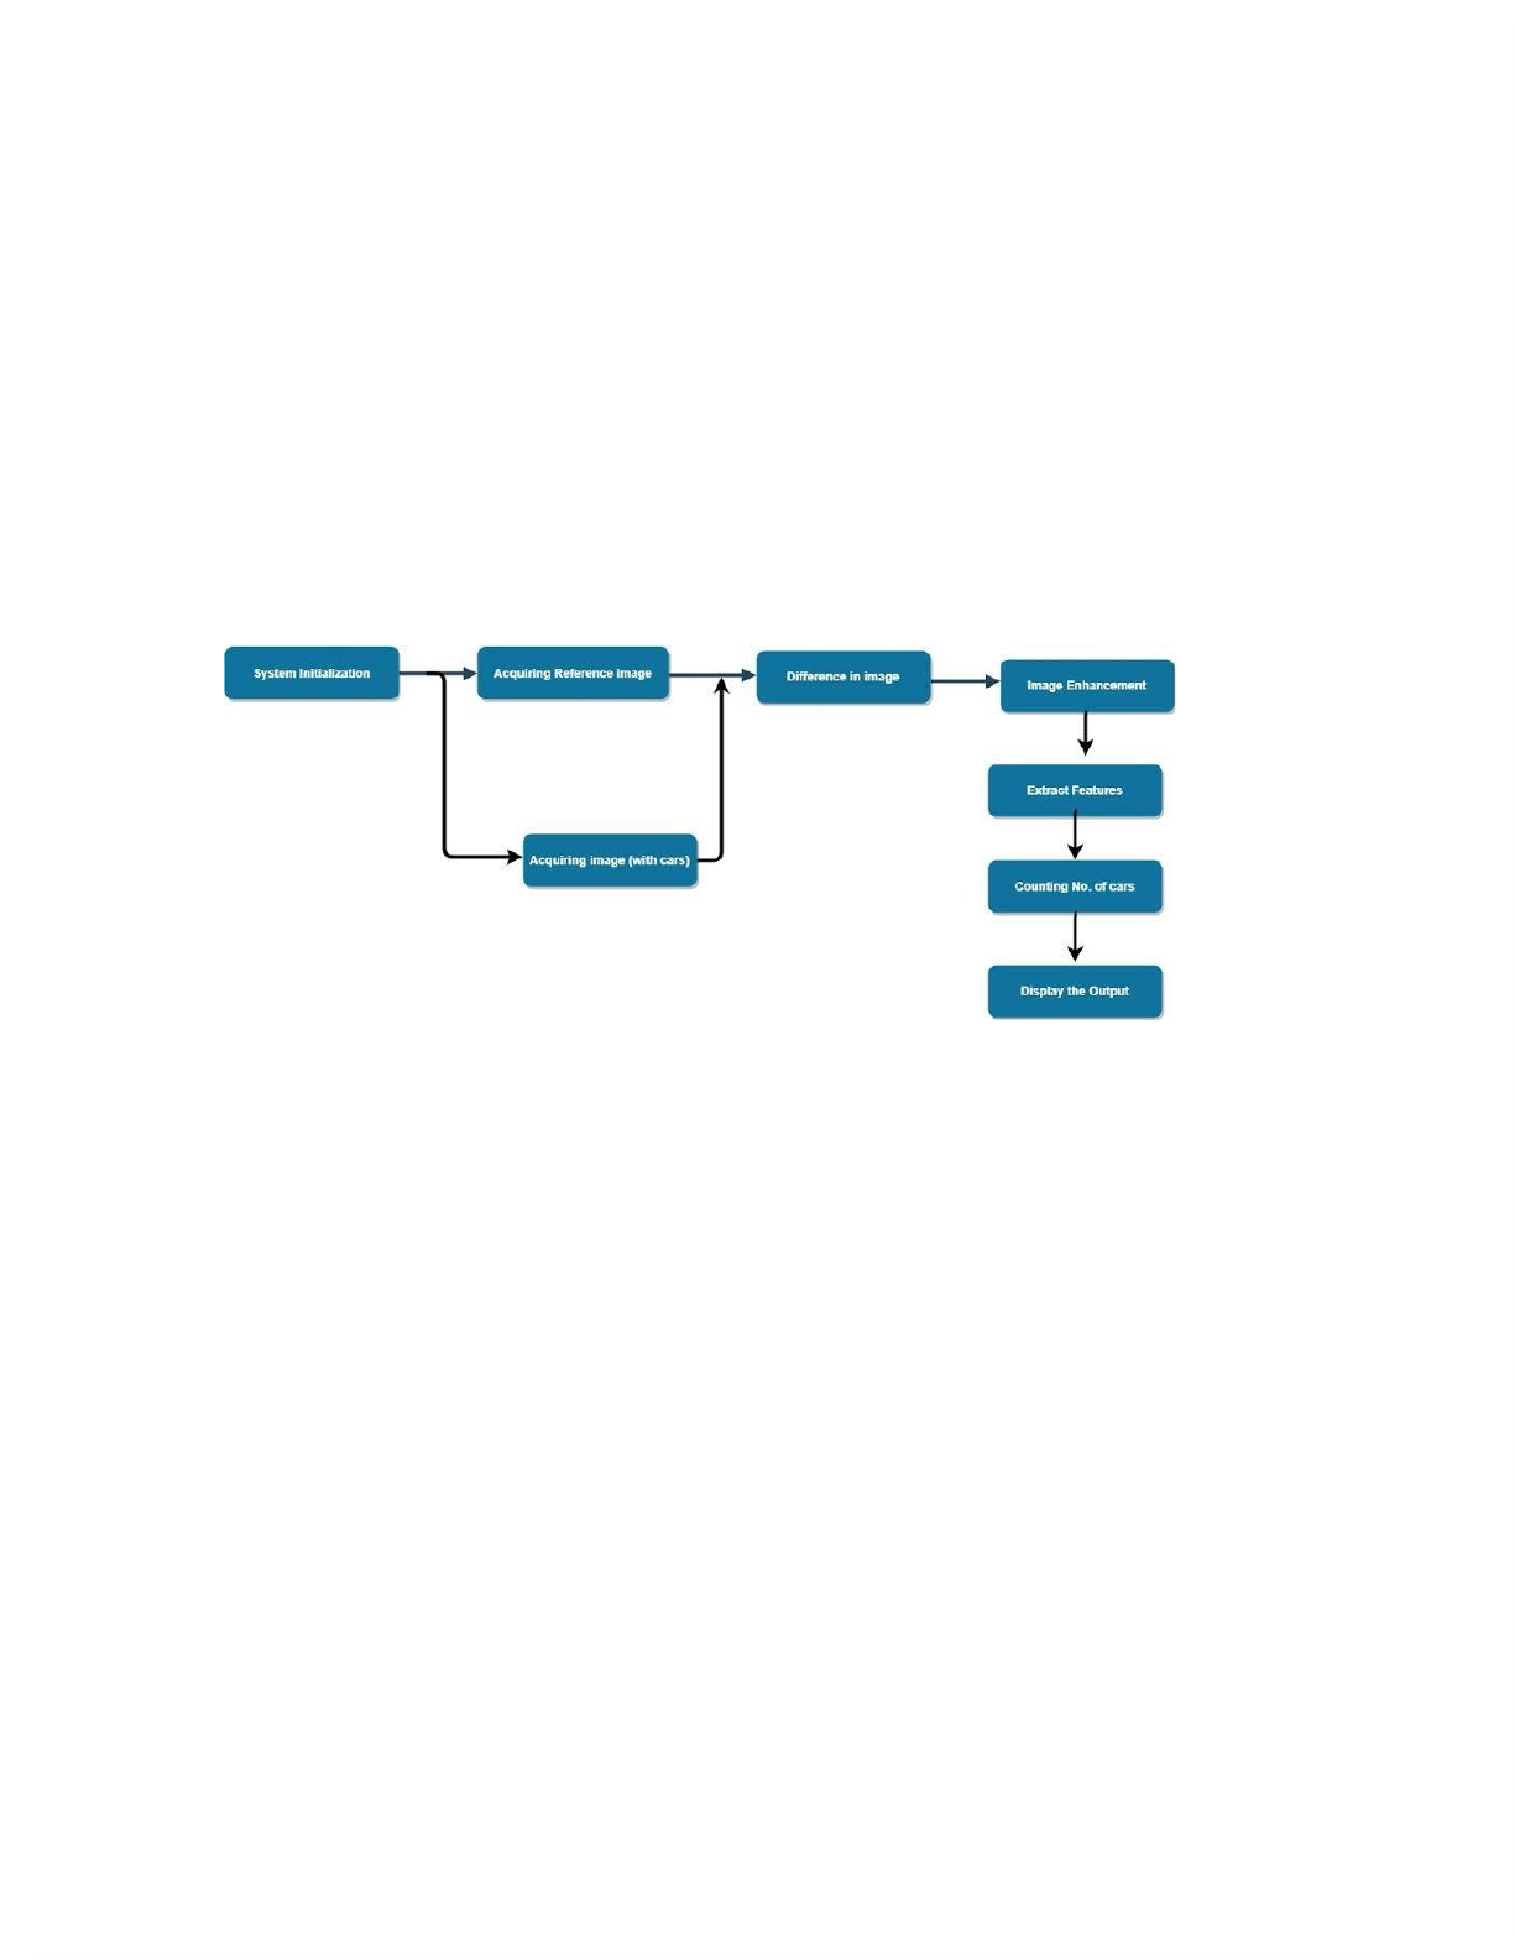 System Initialization
Acquiring Reference image
Difference in image
Image Enhancement
Extract Features
Acquiring image (with cars)
Counting No. of cars
Display the Output